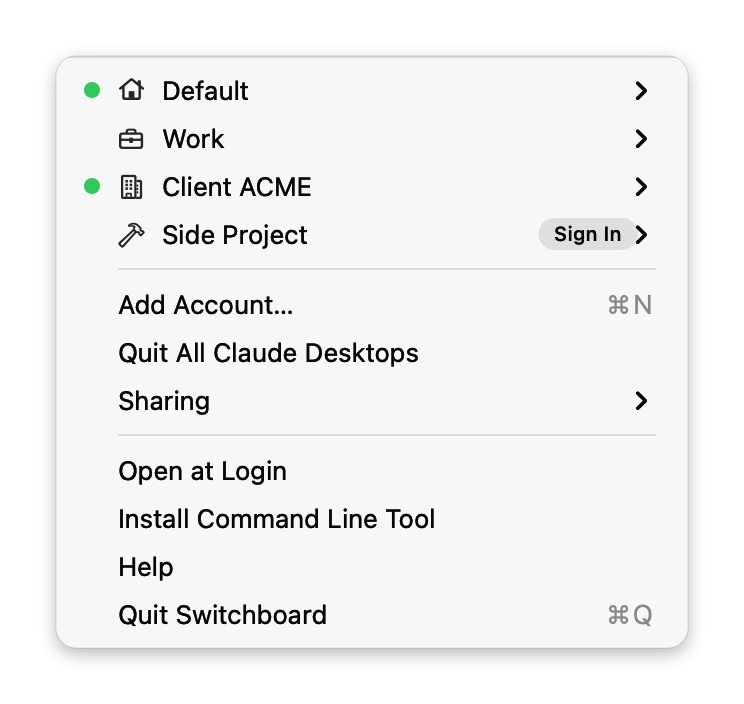 Default
Work
Client ACME
Side Project Sign In
Add Account... ⌘N
Quit All Claude Desktops
Sharing
Open at Login
Install Command Line Tool
Help
Quit Switchboard ⌘Q